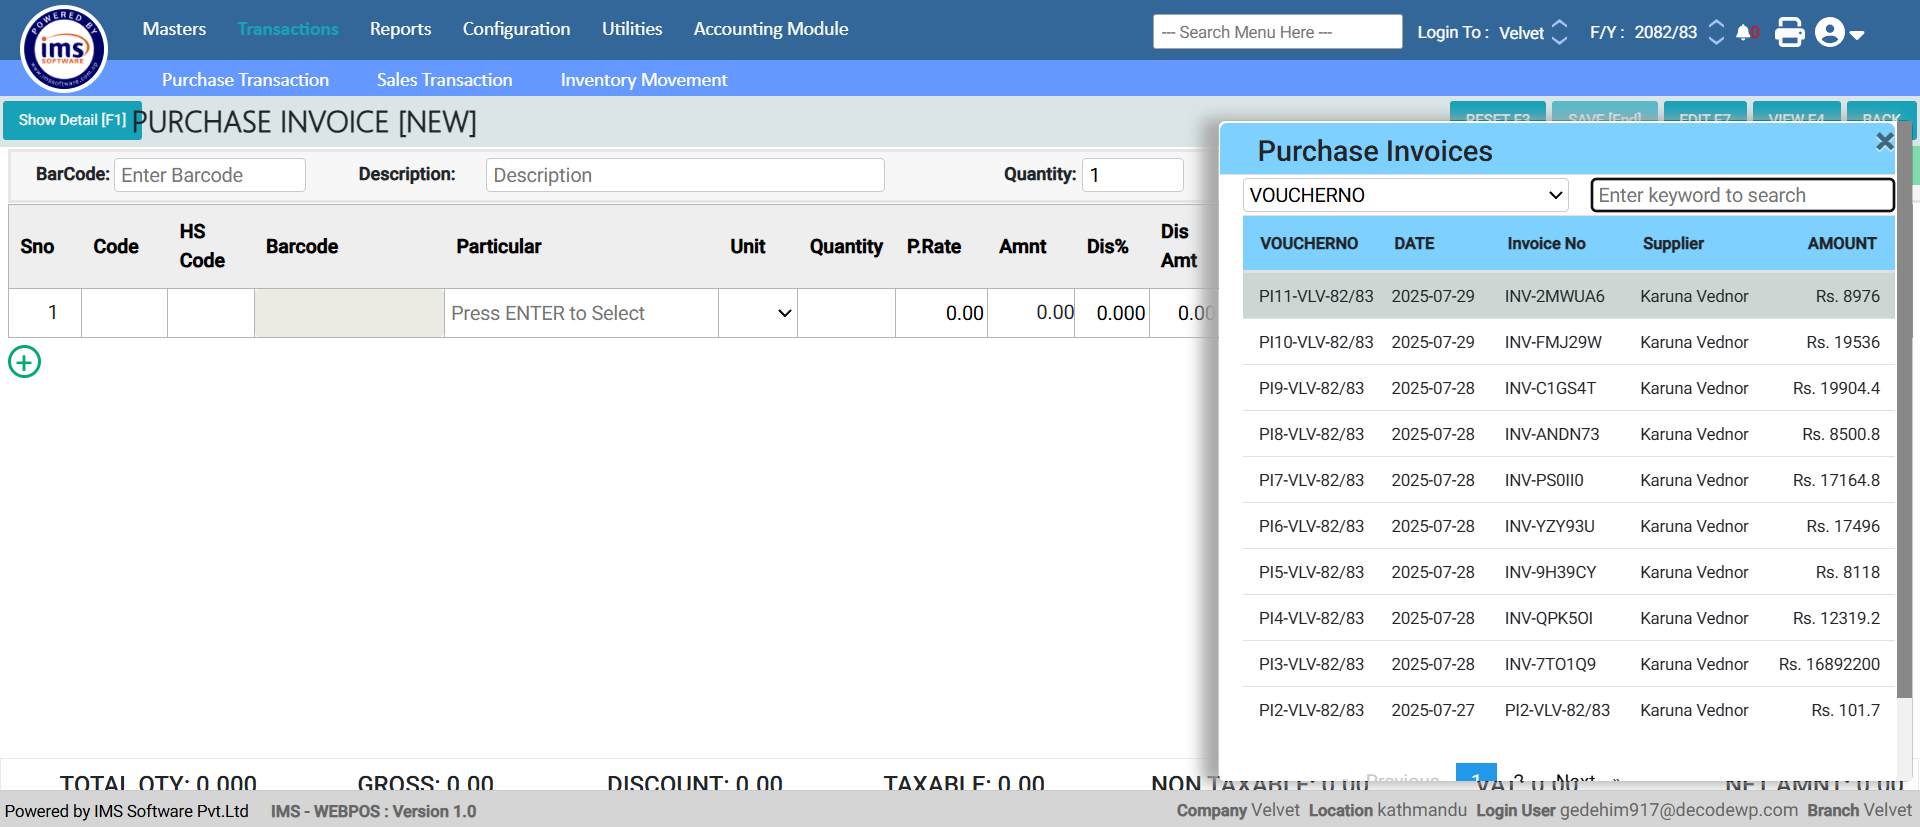 POWERED BY
ims
SOFTWARE
www.imssoftware.com.np
Masters Transactions Reports Configuration Utilities Accounting Module
--- Search Menu Here ---
Login To : Velvet F/Y : 2082/83 0
Purchase Transaction Sales Transaction Inventory Movement
Show Detail [F1] PURCHASE INVOICE [NEW]
RESET F3 SAVE [End] EDIT F7 VIEW F4 BACK
BarCode: Enter Barcode Description: Description Quantity: 1
Sno Code HS Code Barcode Particular Unit Quantity P.Rate Amnt Dis% Dis Amt
1 Press ENTER to Select 0.00 0.00 0.000 0.00
Purchase Invoices
VOUCHERNO Enter keyword to search
VOUCHERNO DATE Invoice No Supplier AMOUNT
PI11-VLV-82/83 2025-07-29 INV-2MWUA6 Karuna Vednor Rs. 8976
PI10-VLV-82/83 2025-07-29 INV-FMJ29W Karuna Vednor Rs. 19536
PI9-VLV-82/83 2025-07-28 INV-C1GS4T Karuna Vednor Rs. 19904.4
PI8-VLV-82/83 2025-07-28 INV-ANDN73 Karuna Vednor Rs. 8500.8
PI7-VLV-82/83 2025-07-28 INV-PS0II0 Karuna Vednor Rs. 17164.8
PI6-VLV-82/83 2025-07-28 INV-YZY93U Karuna Vednor Rs. 17496
PI5-VLV-82/83 2025-07-28 INV-9H39CY Karuna Vednor Rs. 8118
PI4-VLV-82/83 2025-07-28 INV-QPK5OI Karuna Vednor Rs. 12319.2
PI3-VLV-82/83 2025-07-28 INV-7TO1Q9 Karuna Vednor Rs. 16892200
PI2-VLV-82/83 2025-07-27 PI2-VLV-82/83 Karuna Vednor Rs. 101.7
« Previous 1 2 Next »
TOTAL QTY: 0.000 GROSS: 0.00 DISCOUNT: 0.00 TAXABLE: 0.00 NON TAXABLE: 0.00 VAT: 0.00 NET AMNT: 0.00
Powered by IMS Software Pvt.Ltd IMS - WEBPOS : Version 1.0 Company Velvet Location kathmandu Login User gedehim917@decodewp.com Branch Velvet